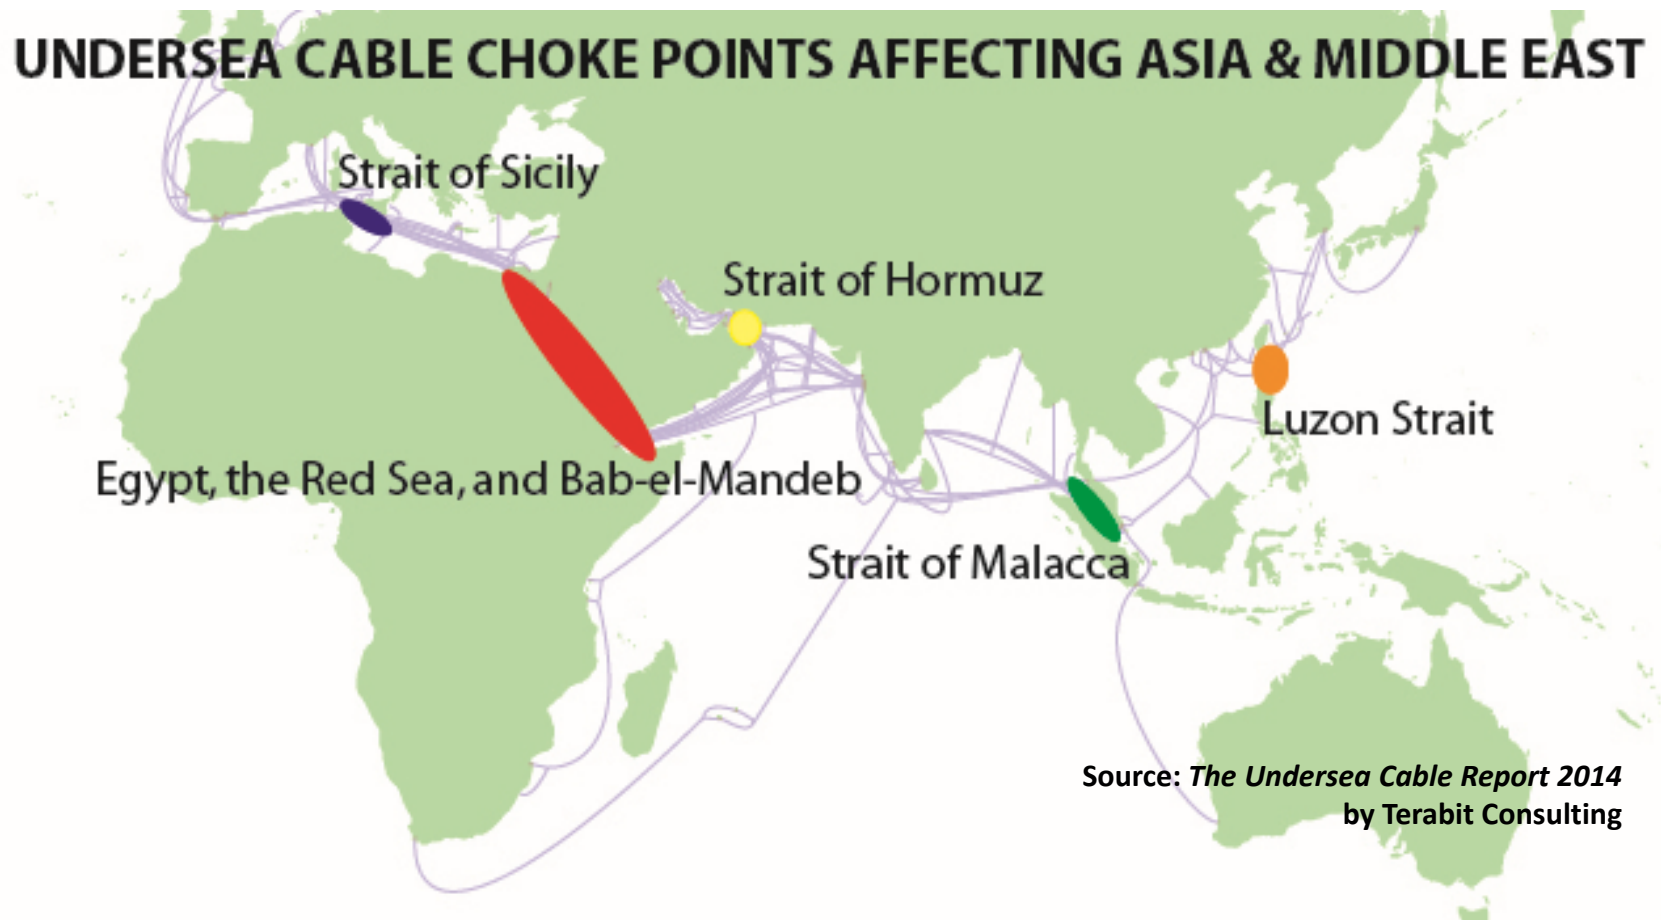 UNDERSEA CABLE CHOKE POINTS AFFECTING ASIA & MIDDLE EAST
Strait of Sicily
Strait of Hormuz
Luzon Strait
Egypt, the Red Sea, and Bab-el-Mandeb
Strait of Malacca
Source: The Undersea Cable Report 2014
by Terabit Consulting